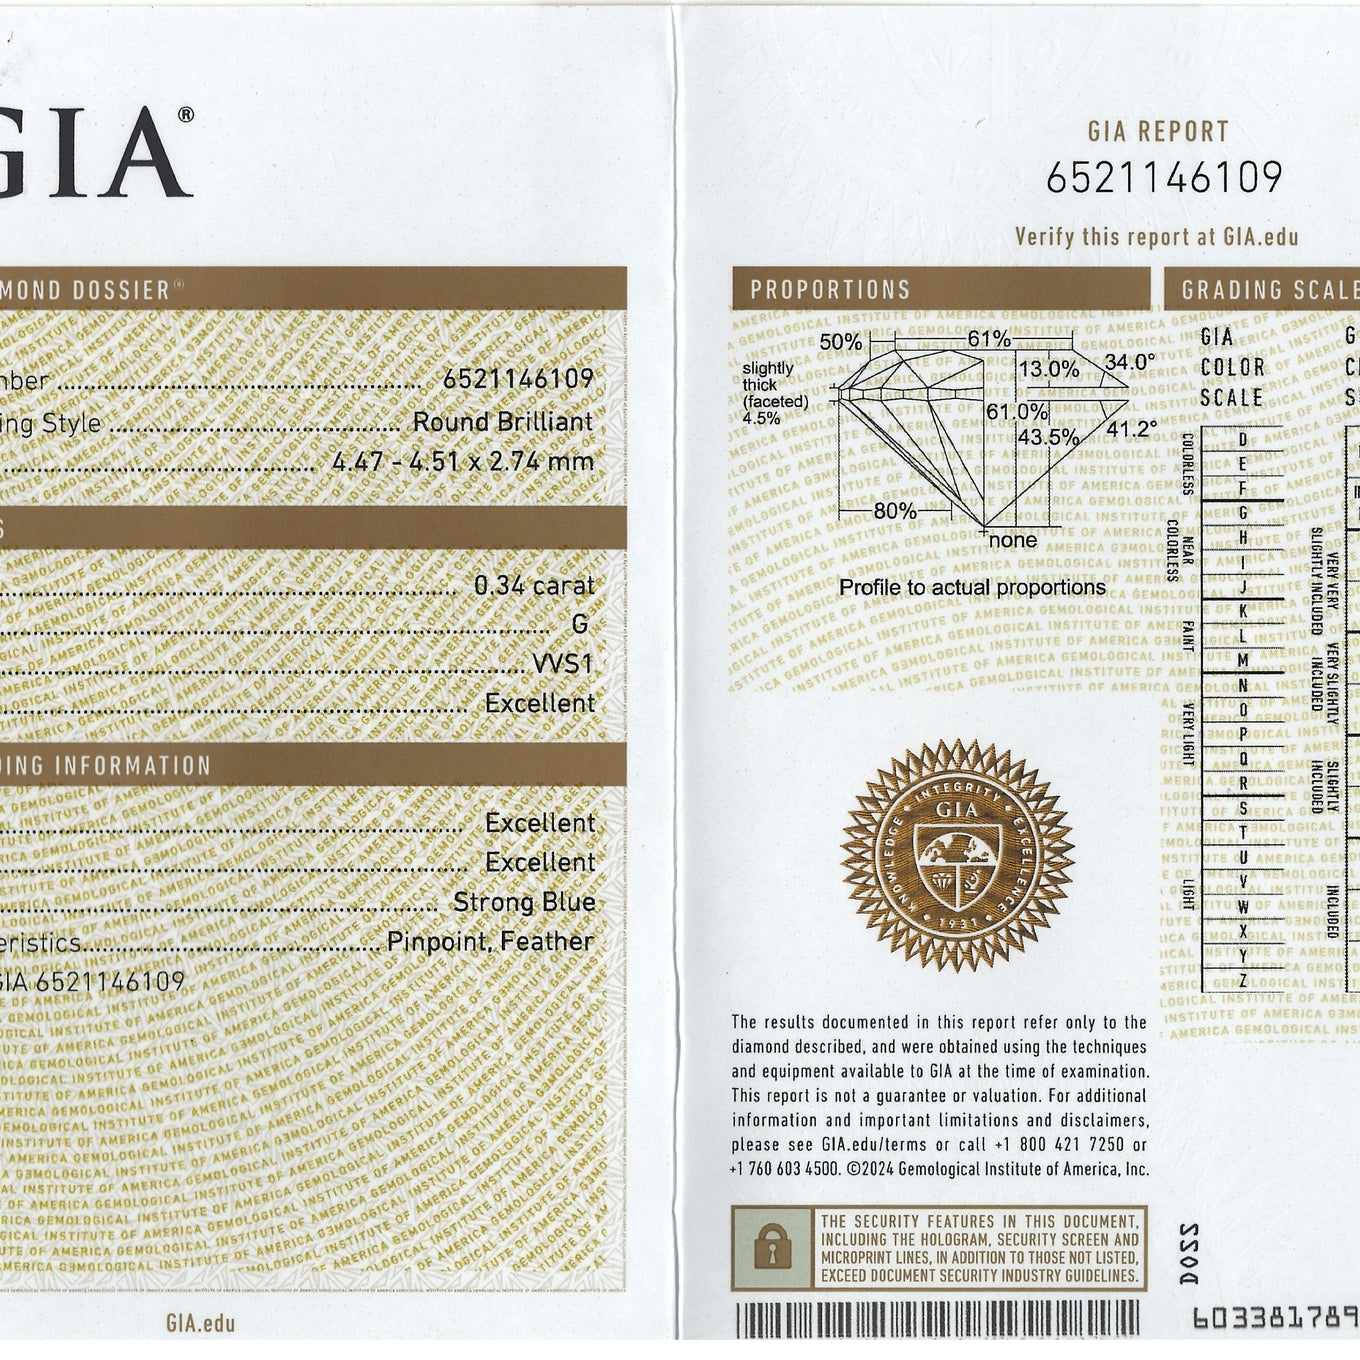 GIA®
MOND DOSSIER®
nber ........ 6521146109
ing Style ........ Round Brilliant
........ 4.47 - 4.51 x 2.74 mm
S
........ 0.34 carat
........ G
........ VVS1
........ Excellent
DING INFORMATION
........ Excellent
........ Excellent
........ Strong Blue
eristics........ Pinpoint, Feather
GIA 6521146109
GIA.edu
GIA REPORT
6521146109
Verify this report at GIA.edu
PROPORTIONS
50%
61%
slightly
thick
(faceted)
4.5%
13.0%
34.0°
61.0%
43.5%
41.2°
80%
none
Profile to actual proportions
INTEGRITY
EXCELLENCE
KNOWLEDGE
GIA
1931
The results documented in this report refer only to the
diamond described, and were obtained using the techniques
and equipment available to GIA at the time of examination.
This report is not a guarantee or valuation. For additional
information and important limitations and disclaimers,
please see GIA.edu/terms or call +1 800 421 7250 or
+1 760 603 4500. ©2024 Gemological Institute of America, Inc.
THE SECURITY FEATURES IN THIS DOCUMENT,
INCLUDING THE HOLOGRAM, SECURITY SCREEN AND
MICROPRINT LINES, IN ADDITION TO THOSE NOT LISTED,
EXCEED DOCUMENT SECURITY INDUSTRY GUIDELINES.
GRADING SCALE
GIA
COLOR
SCALE
COLORLESS
D
E
F
NEAR
COLORLESS
G
H
I
J
FAINT
K
L
M
VERY LIGHT
N
O
P
Q
R
LIGHT
S
T
U
V
W
X
Y
Z
G
C
S
VERY VERY
SLIGHTLY INCLUDED
VERY SLIGHTLY
INCLUDED
SLIGHTLY
INCLUDED
INCLUDED
DOSS
603381789
GEMOLOGICAL INSTITUTE OF AMERICA